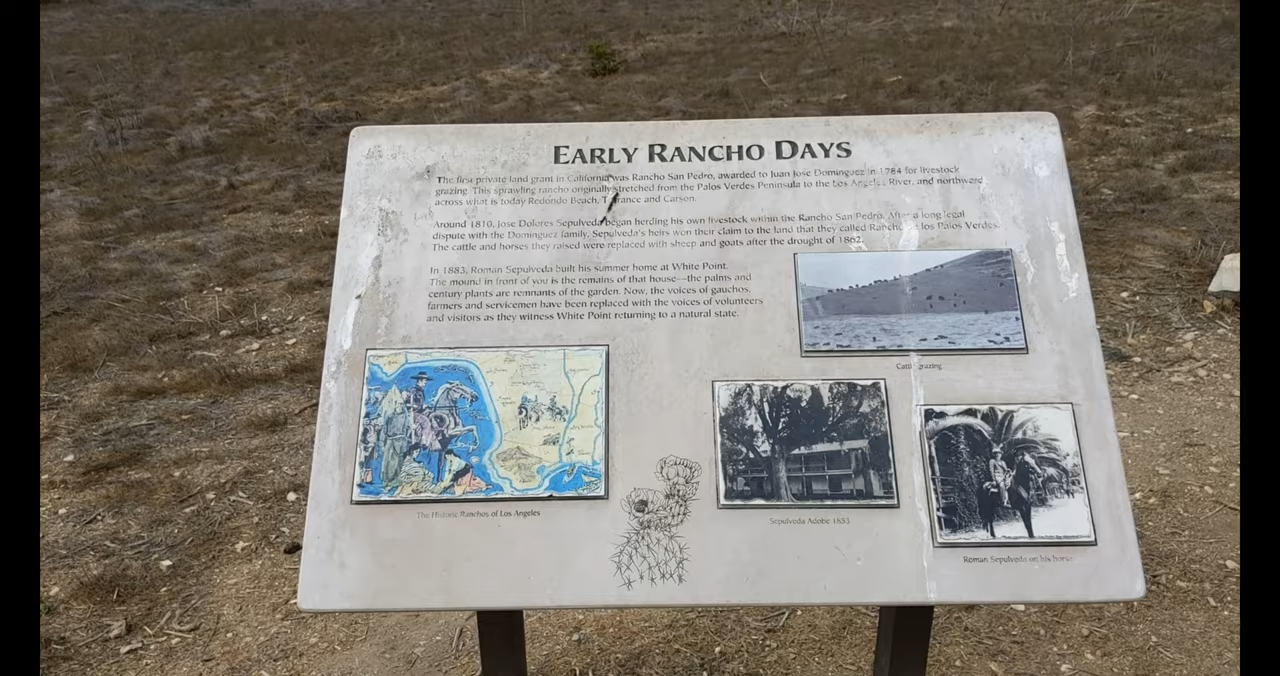 EARLY RANCHO DAYS
The first private land grant in California was Rancho San Pedro, awarded to Juan Jose Dominguez in 1784 for livestock
grazing. This sprawling rancho originally stretched from the Palos Verdes Peninsula to the Los Angeles River, and northward
across what is today Redondo Beach, Torrance and Carson.
Around 1810, Jose Dolores Sepulveda began herding his own livestock within the Rancho San Pedro. After a long legal
dispute with the Dominguez family, Sepulveda's heirs won their claim to the land that they called Rancho de los Palos Verdes.
The cattle and horses they raised were replaced with sheep and goats after the drought of 1862.
In 1883, Roman Sepulveda built his summer home at White Point.
The mound in front of you is the remains of that house—the palms and
century plants are remnants of the garden. Now, the voices of gauchos,
farmers and servicemen have been replaced with the voices of volunteers
and visitors as they witness White Point returning to a natural state.
Cattle grazing
The Historic Ranchos of Los Angeles
Sepulveda Adobe 1853
Roman Sepulveda on his horse